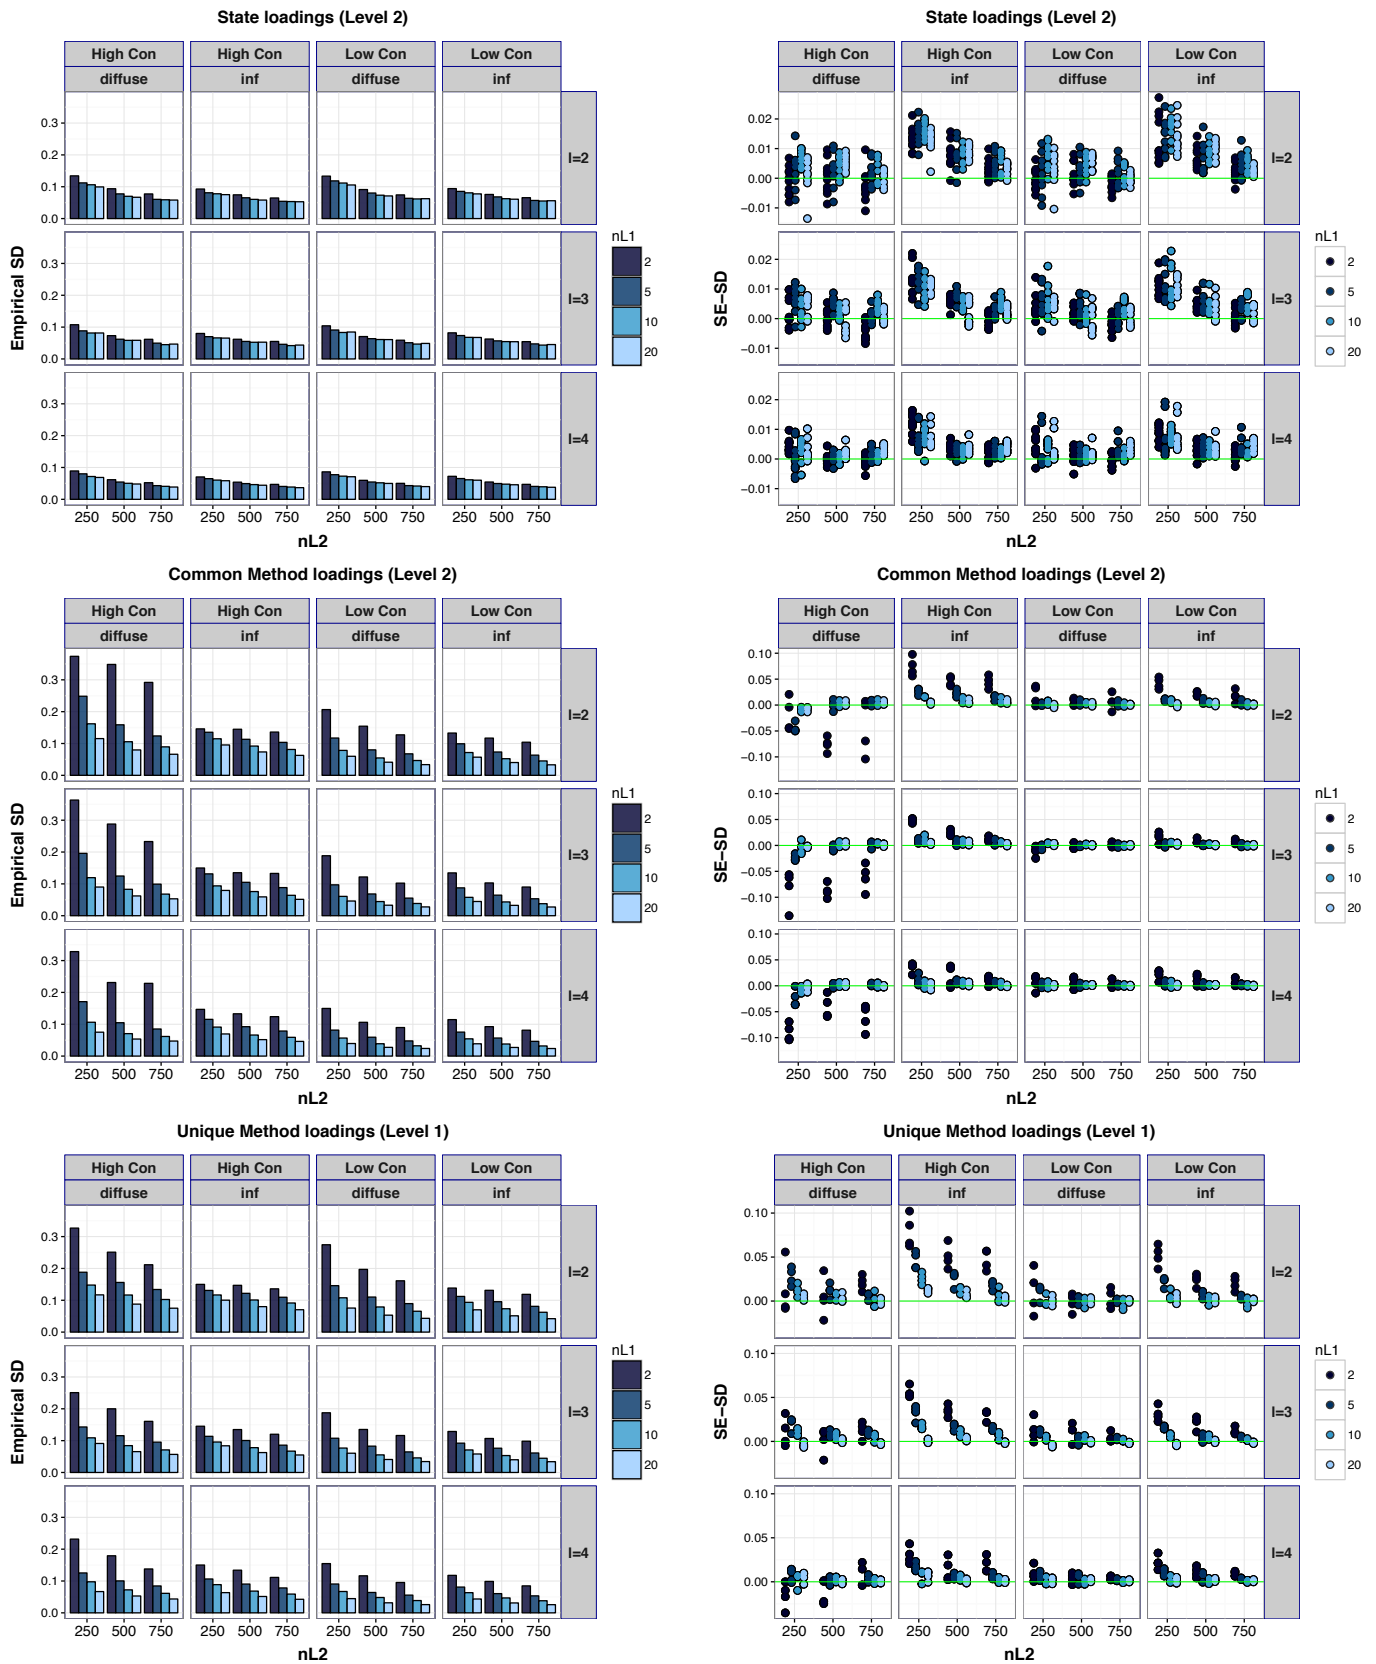 State loadings (Level 2)
High Con High Con Low Con Low Con
diffuse inf diffuse inf
0.3
0.2
0.1
0.0
l=2
0.3
0.2
0.1
0.0
l=3
0.3
0.2
0.1
0.0
l=4
Empirical SD
250 500 750 250 500 750 250 500 750 250 500 750
nL2
nL1
2
5
10
20
State loadings (Level 2)
High Con High Con Low Con Low Con
diffuse inf diffuse inf
0.02
0.01
0.00
−0.01
l=2
0.02
0.01
0.00
−0.01
l=3
0.02
0.01
0.00
−0.01
l=4
SE−SD
250 500 750 250 500 750 250 500 750 250 500 750
nL2
nL1
2
5
10
20
Common Method loadings (Level 2)
High Con High Con Low Con Low Con
diffuse inf diffuse inf
0.3
0.2
0.1
0.0
l=2
0.3
0.2
0.1
0.0
l=3
0.3
0.2
0.1
0.0
l=4
Empirical SD
250 500 750 250 500 750 250 500 750 250 500 750
nL2
nL1
2
5
10
20
Common Method loadings (Level 2)
High Con High Con Low Con Low Con
diffuse inf diffuse inf
0.10
0.05
0.00
−0.05
−0.10
l=2
0.10
0.05
0.00
−0.05
−0.10
l=3
0.10
0.05
0.00
−0.05
−0.10
l=4
SE−SD
250 500 750 250 500 750 250 500 750 250 500 750
nL2
nL1
2
5
10
20
Unique Method loadings (Level 1)
High Con High Con Low Con Low Con
diffuse inf diffuse inf
0.3
0.2
0.1
0.0
l=2
0.3
0.2
0.1
0.0
l=3
0.3
0.2
0.1
0.0
l=4
Empirical SD
250 500 750 250 500 750 250 500 750 250 500 750
nL2
nL1
2
5
10
20
Unique Method loadings (Level 1)
High Con High Con Low Con Low Con
diffuse inf diffuse inf
0.10
0.05
0.00
l=2
0.10
0.05
0.00
l=3
0.10
0.05
0.00
l=4
SE−SD
250 500 750 250 500 750 250 500 750 250 500 750
nL2
nL1
2
5
10
20